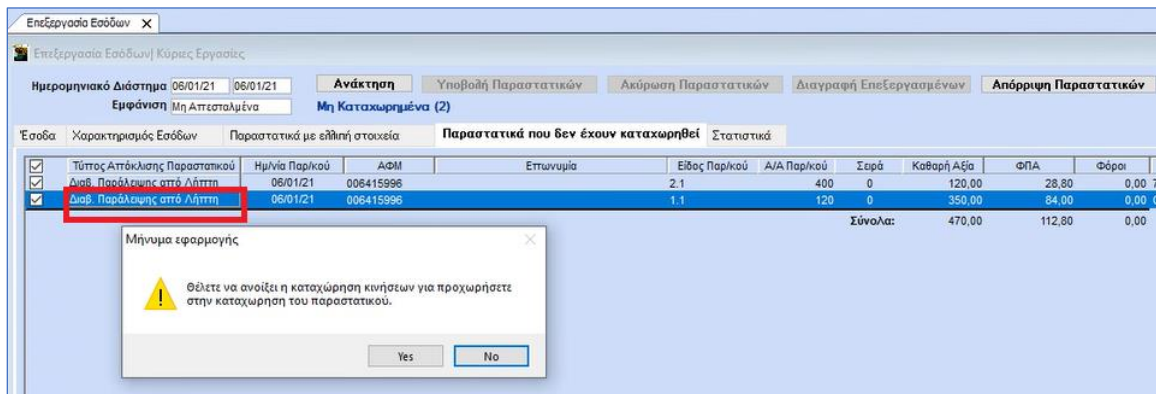 Επεξεργασία Εσόδων X
Επεξεργασία Εσόδων| Κύριες Εργασίες
Ημερομηνιακό Διάστημα 06/01/21 06/01/21 Ανάκτηση Υποβολή Παραστατικών Ακύρωση Παραστατικών Διαγραφή Επεξεργασμένων Απόρριψη Παραστατικών
Εμφάνιση Μη Απεσταλμένα Μη Καταχωρημένα (2)
Έσοδα Χαρακτηρισμός Εσόδων Παραστατικά με ελλιπή στοιχεία Παραστατικά που δεν έχουν καταχωρηθεί Στατιστικά
Τύπος Απόκλισης Παραστατικού Ημ/νία Παρ/κού ΑΦΜ Επωνυμία Είδος Παρ/κού Α/Α Παρ/κού Σειρά Καθαρή Αξία ΦΠΑ Φόροι
Διαβ. Παράλειψης από Λήπτη 06/01/21 006415996 2.1 400 0 120,00 28,80 0,00 7
Διαβ. Παράλειψης από Λήπτη 06/01/21 006415996 1.1 120 0 350,00 84,00 0,00
Σύνολα: 470,00 112,80 0,00
Μήνυμα εφαρμογής
Θέλετε να ανοίξει η καταχώρηση κινήσεων για προχωρήσετε
στην καταχωρηση του παραστατικού.
Yes No